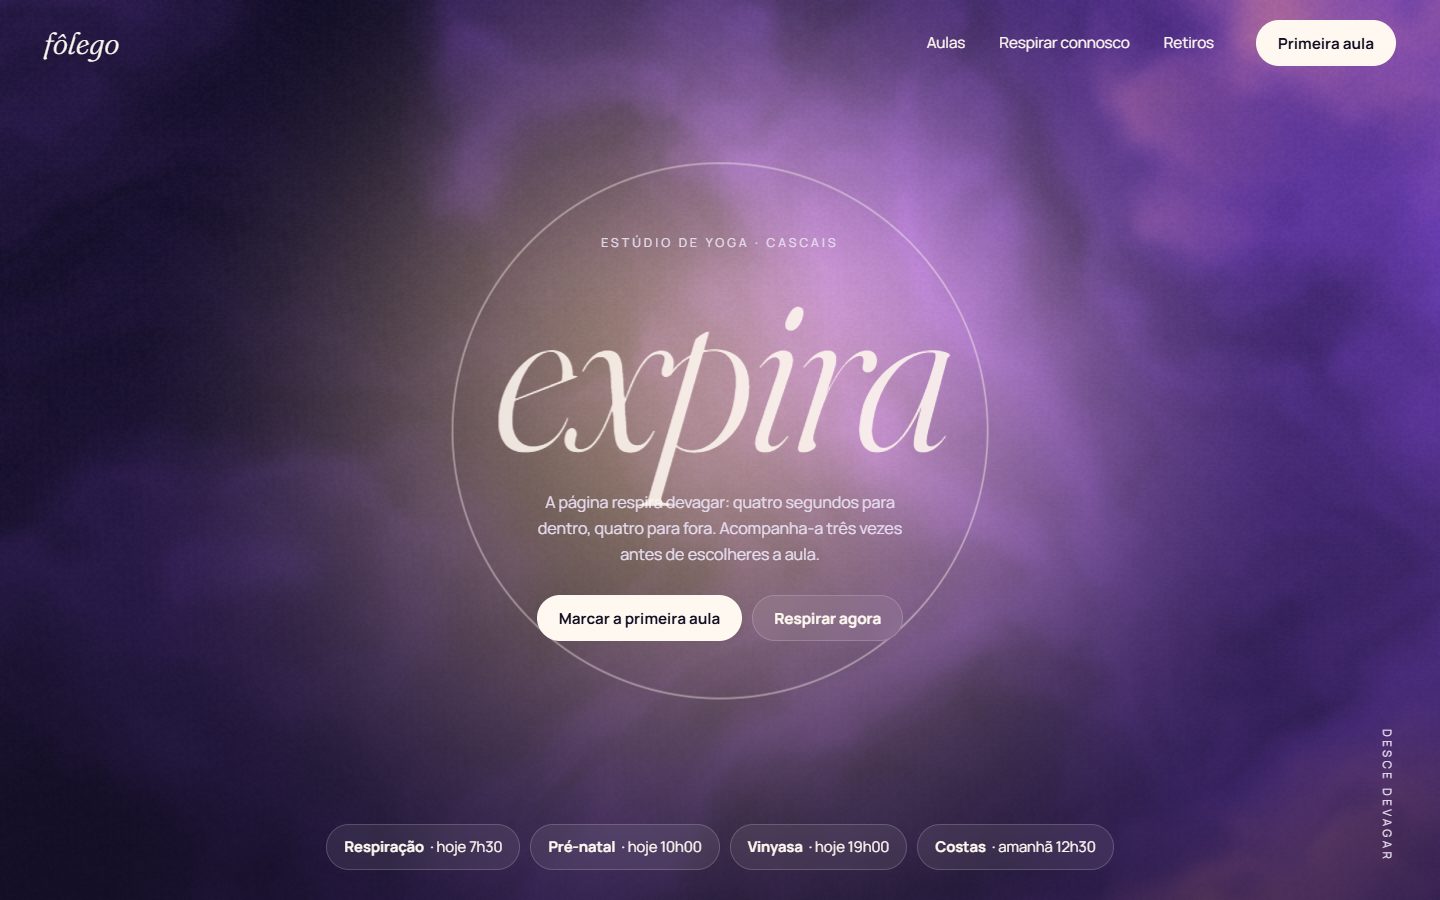 fôlego
Aulas
Respirar connosco
Retiros
Primeira aula
ESTÚDIO DE YOGA · CASCAIS
expira
A página respira devagar: quatro segundos para
dentro, quatro para fora. Acompanha-a três vezes
antes de escolheres a aula.
Marcar a primeira aula
Respirar agora
DESCE DEVAGAR
Respiração · hoje 7h30
Pré-natal · hoje 10h00
Vinyasa · hoje 19h00
Costas · amanhã 12h30